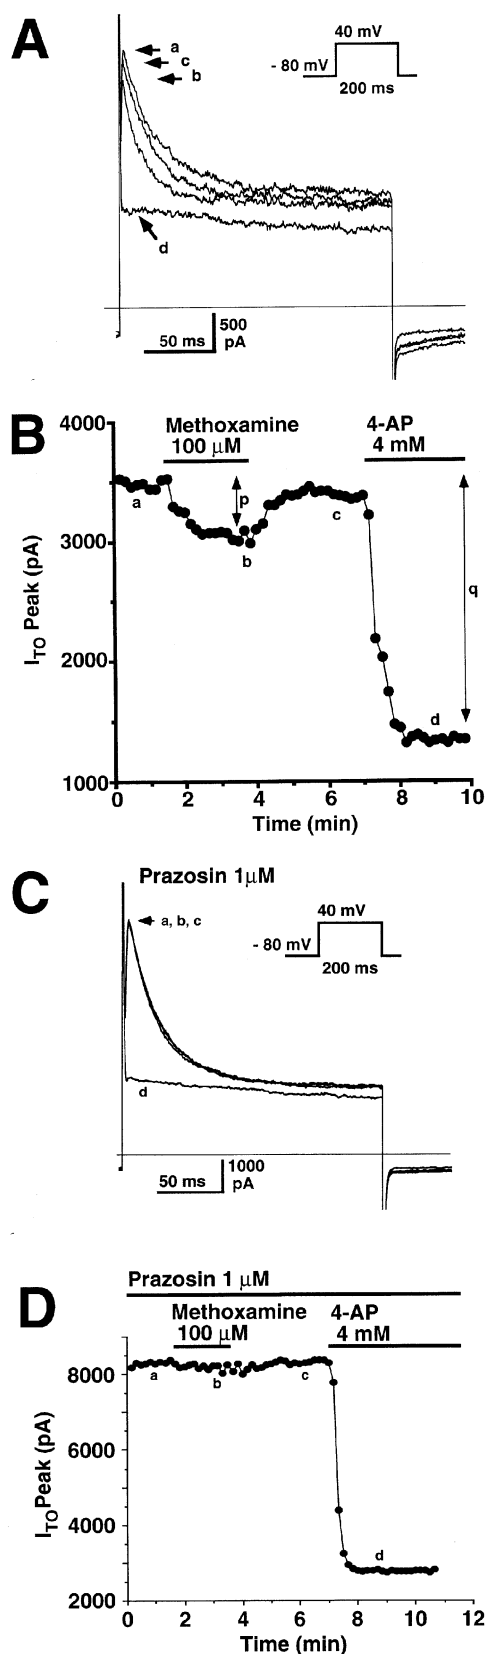 A
a
c
b
40 mV
- 80 mV
200 ms
d
50 ms
500
pA
B
Methoxamine
100 μM
4-AP
4 mM
4000
3000
2000
1000
ITO Peak (pA)
a
p
b
c
q
d
0 2 4 6 8 10
Time (min)
C
Prazosin 1μM
a, b, c
40 mV
- 80 mV
200 ms
d
50 ms
1000
pA
D
Prazosin 1 μM
Methoxamine
100 μM
4-AP
4 mM
8000
6000
4000
2000
ITO Peak (pA)
a
b
c
d
0 2 4 6 8 10 12
Time (min)